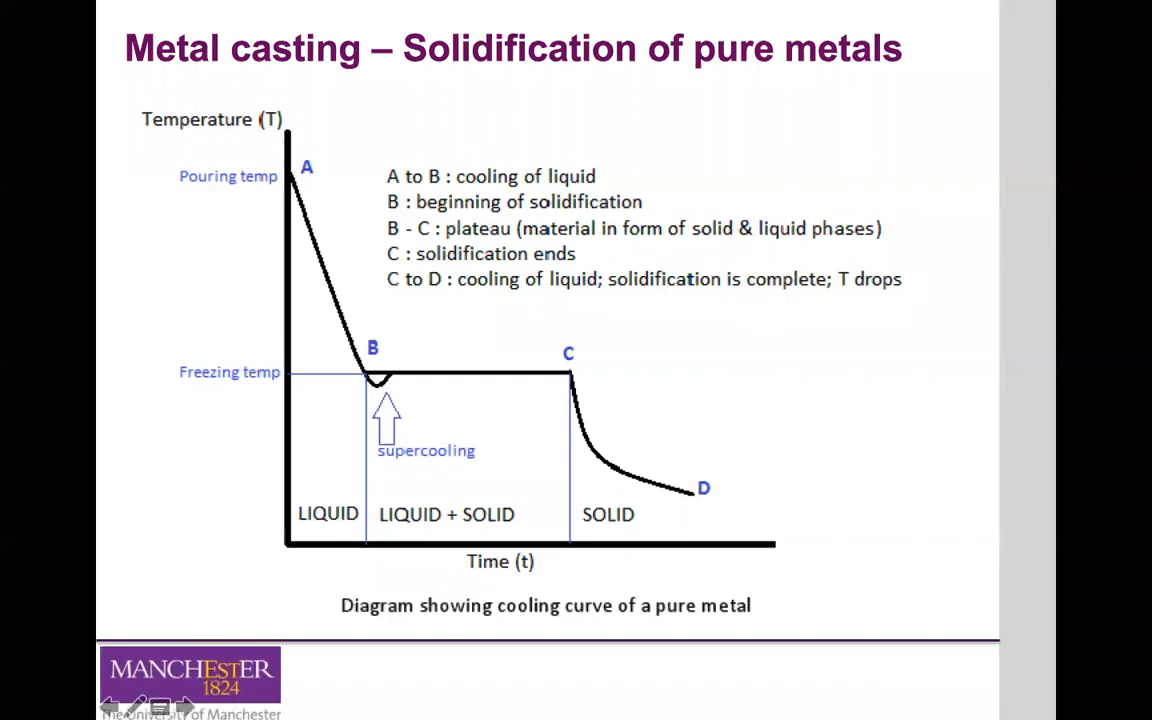 Metal casting – Solidification of pure metals
Temperature (T)
Pouring temp
A
A to B : cooling of liquid
B : beginning of solidification
B - C : plateau (material in form of solid & liquid phases)
C : solidification ends
C to D : cooling of liquid; solidification is complete; T drops
B
C
Freezing temp
supercooling
D
LIQUID
LIQUID + SOLID
SOLID
Time (t)
Diagram showing cooling curve of a pure metal
MANCHESTER
1824
The University of Manchester